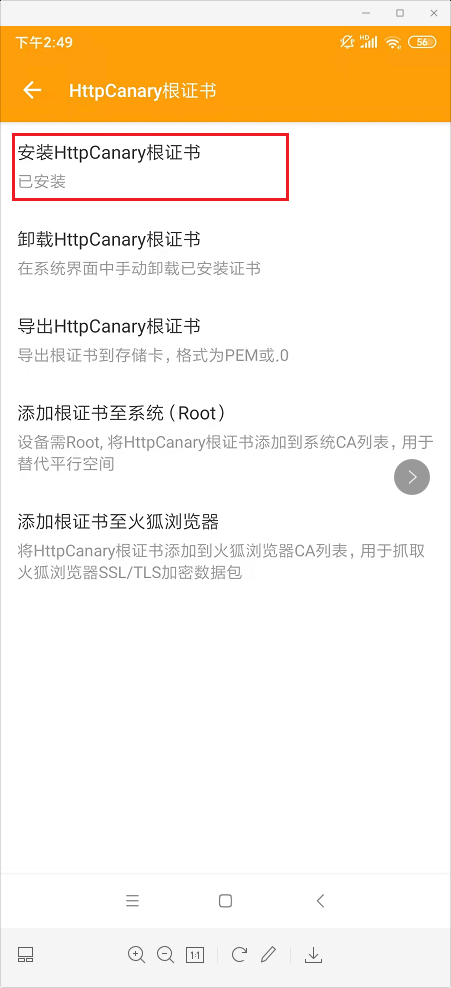 下午2:49
HD
56
HttpCanary根证书
安装HttpCanary根证书
已安装
卸载HttpCanary根证书
在系统界面中手动卸载已安装证书
导出HttpCanary根证书
导出根证书到存储卡，格式为PEM或.0
添加根证书至系统（Root）
设备需Root, 将HttpCanary根证书添加到系统CA列表，用于
替代平行空间
添加根证书至火狐浏览器
将HttpCanary根证书添加到火狐浏览器CA列表，用于抓取
火狐浏览器SSL/TLS加密数据包
1:1